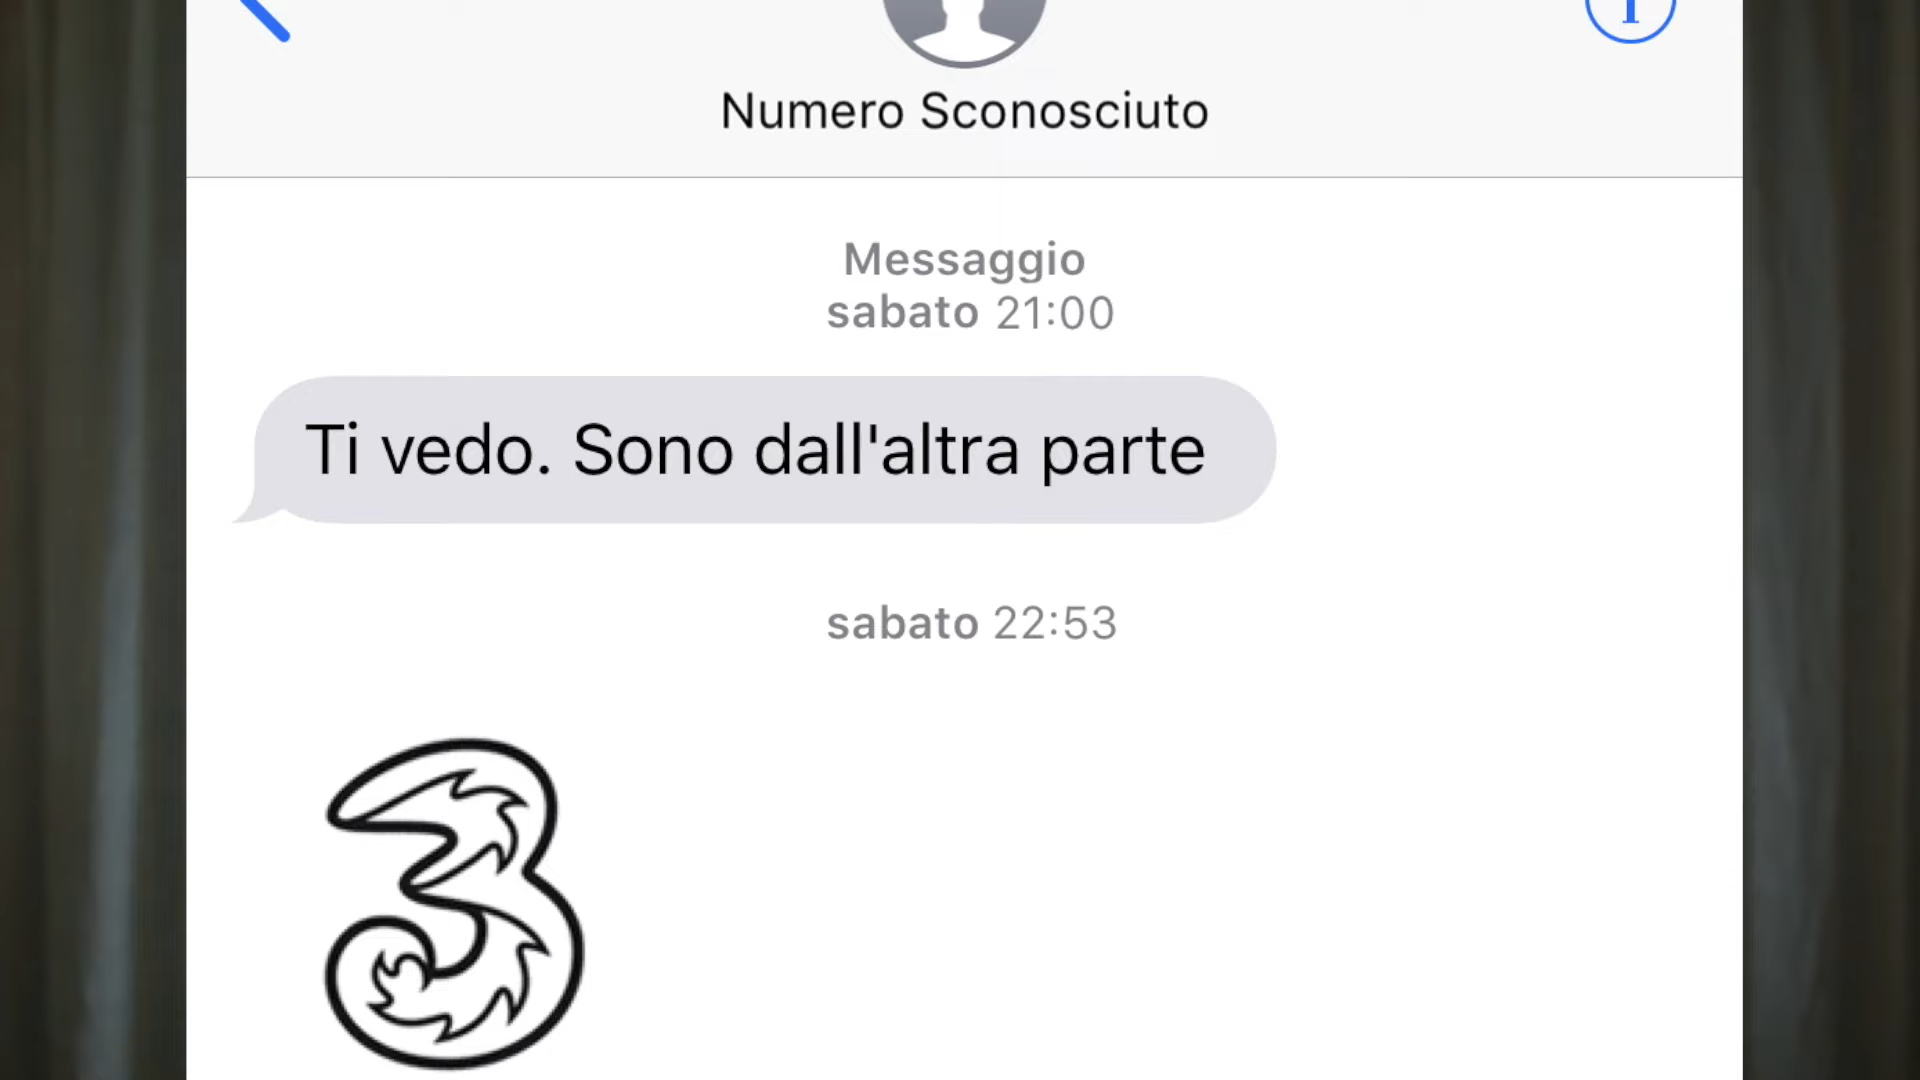 Numero Sconosciuto
Messaggio
sabato 21:00
Ti vedo. Sono dall'altra parte
sabato 22:53
3